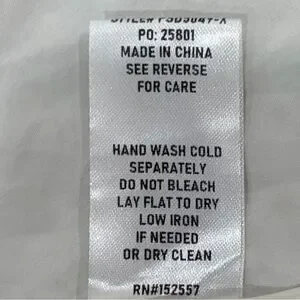 PO: 25801
MADE IN CHINA
SEE REVERSE
FOR CARE
HAND WASH COLD
SEPARATELY
DO NOT BLEACH
LAY FLAT TO DRY
LOW IRON
IF NEEDED
OR DRY CLEAN
RN#152557